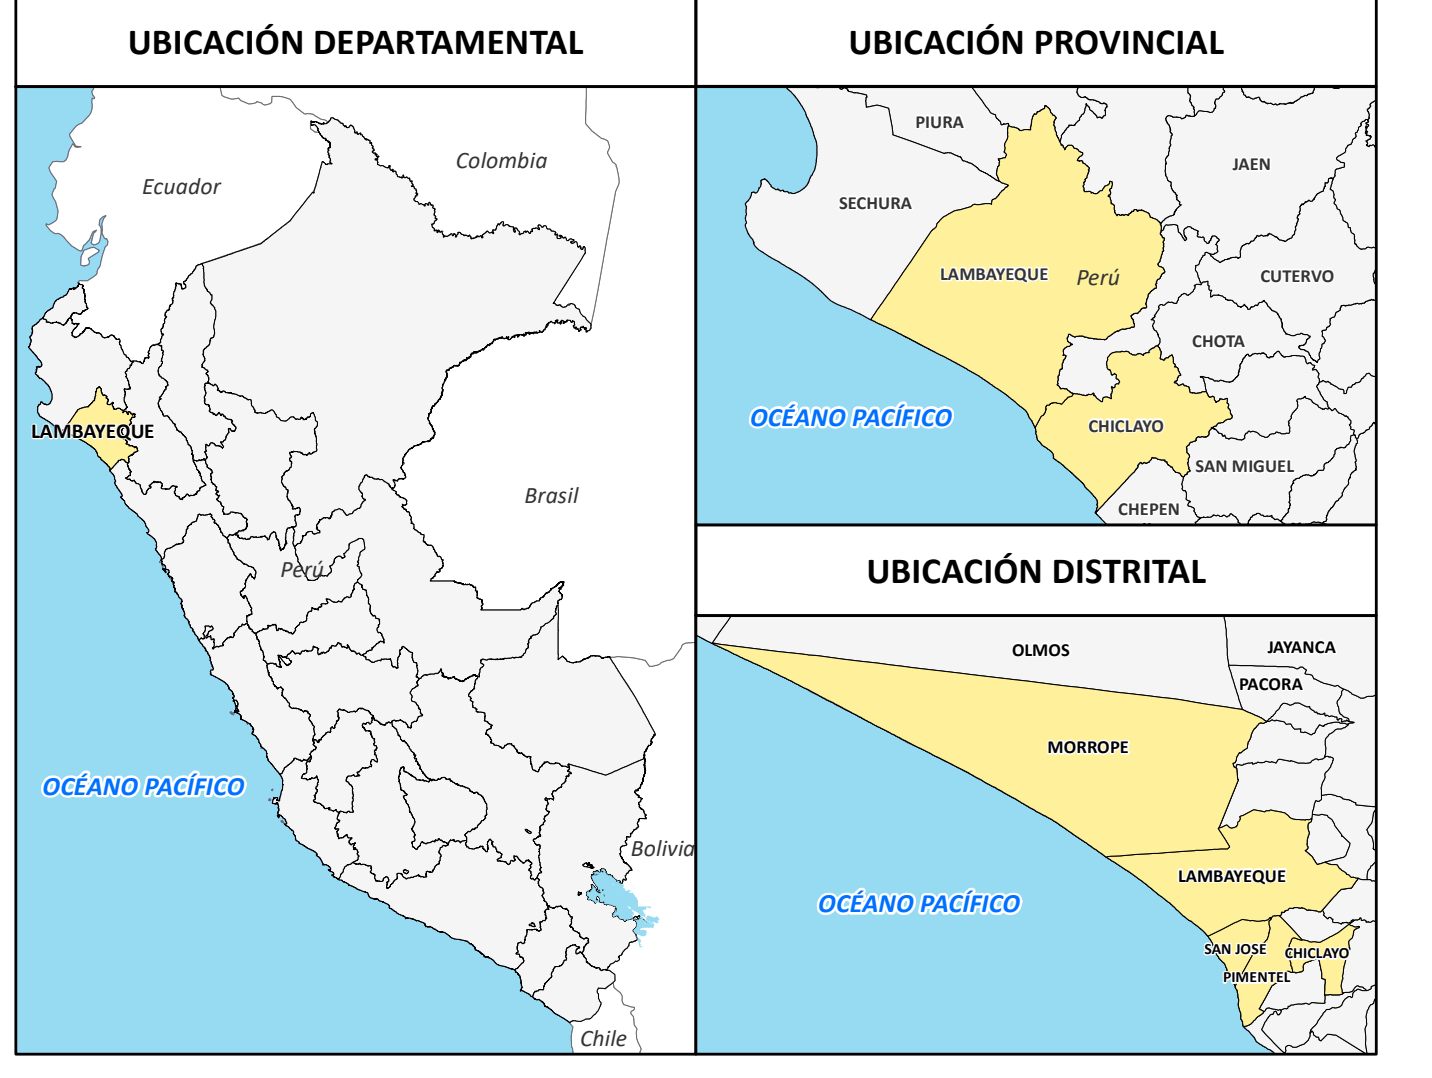 UBICACIÓN DEPARTAMENTAL
Ecuador
Colombia
LAMBAYEQUE
Brasil
Perú
OCÉANO PACÍFICO
Bolivia
Chile
UBICACIÓN PROVINCIAL
PIURA
JAEN
SECHURA
LAMBAYEQUE
Perú
CUTERVO
CHOTA
OCÉANO PACÍFICO
CHICLAYO
SAN MIGUEL
CHEPEN
UBICACIÓN DISTRITAL
OLMOS
JAYANCA
PACORA
MORROPE
LAMBAYEQUE
OCÉANO PACÍFICO
SAN JOSE
CHICLAYO
PIMENTEL